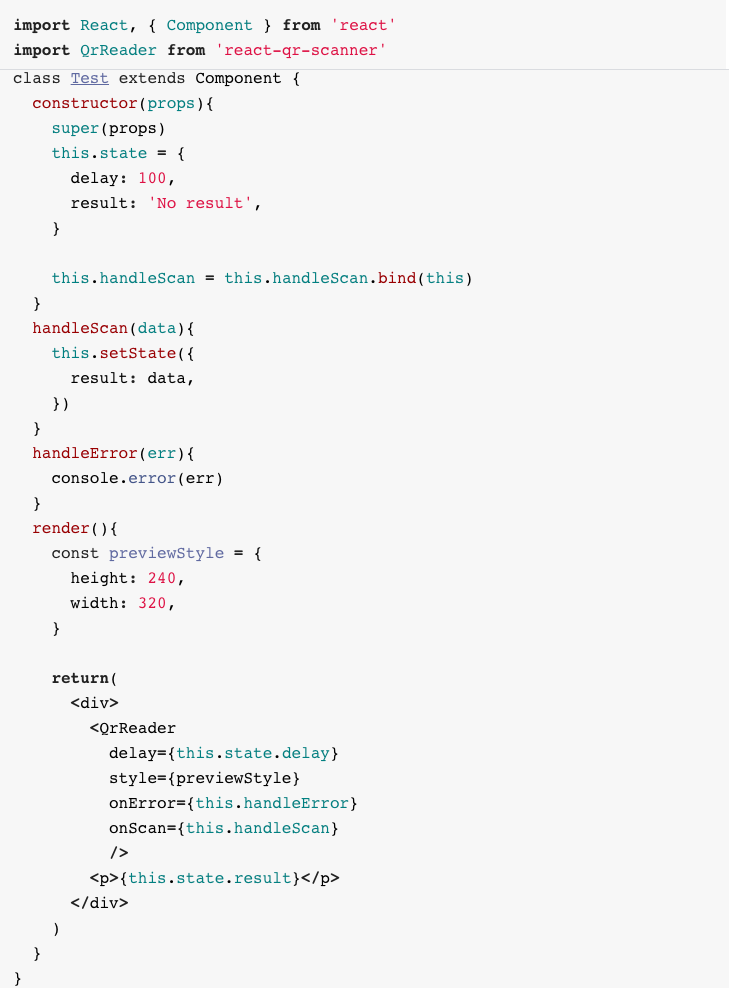 import React, { Component } from 'react'
import QrReader from 'react-qr-scanner'
class Test extends Component {
  constructor(props){
    super(props)
    this.state = {
      delay: 100,
      result: 'No result',
    }

    this.handleScan = this.handleScan.bind(this)
  }
  handleScan(data){
    this.setState({
      result: data,
    })
  }
  handleError(err){
    console.error(err)
  }
  render(){
    const previewStyle = {
      height: 240,
      width: 320,
    }

    return(
      <div>
        <QrReader
          delay={this.state.delay}
          style={previewStyle}
          onError={this.handleError}
          onScan={this.handleScan}
          />
        <p>{this.state.result}</p>
      </div>
    )
  }
}